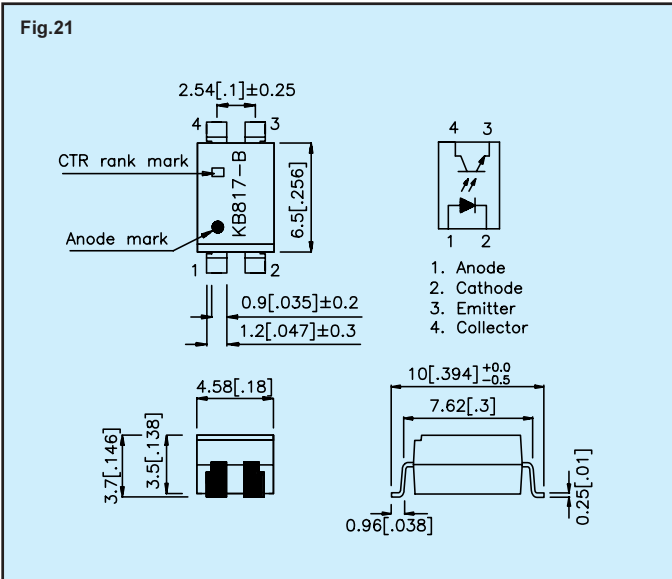 Fig.21
2.54[.1]±0.25
4 3
CTR rank mark
KB817-B
6.5[.256]
Anode mark
1 2
0.9[.035]±0.2
1.2[.047]±0.3
4 3
1 2
1. Anode
2. Cathode
3. Emitter
4. Collector
4.58[.18]
3.7[.146]
3.5[.138]
10[.394] +0.0 -0.5
7.62[.3]
0.25[.01]
0.96[.038]